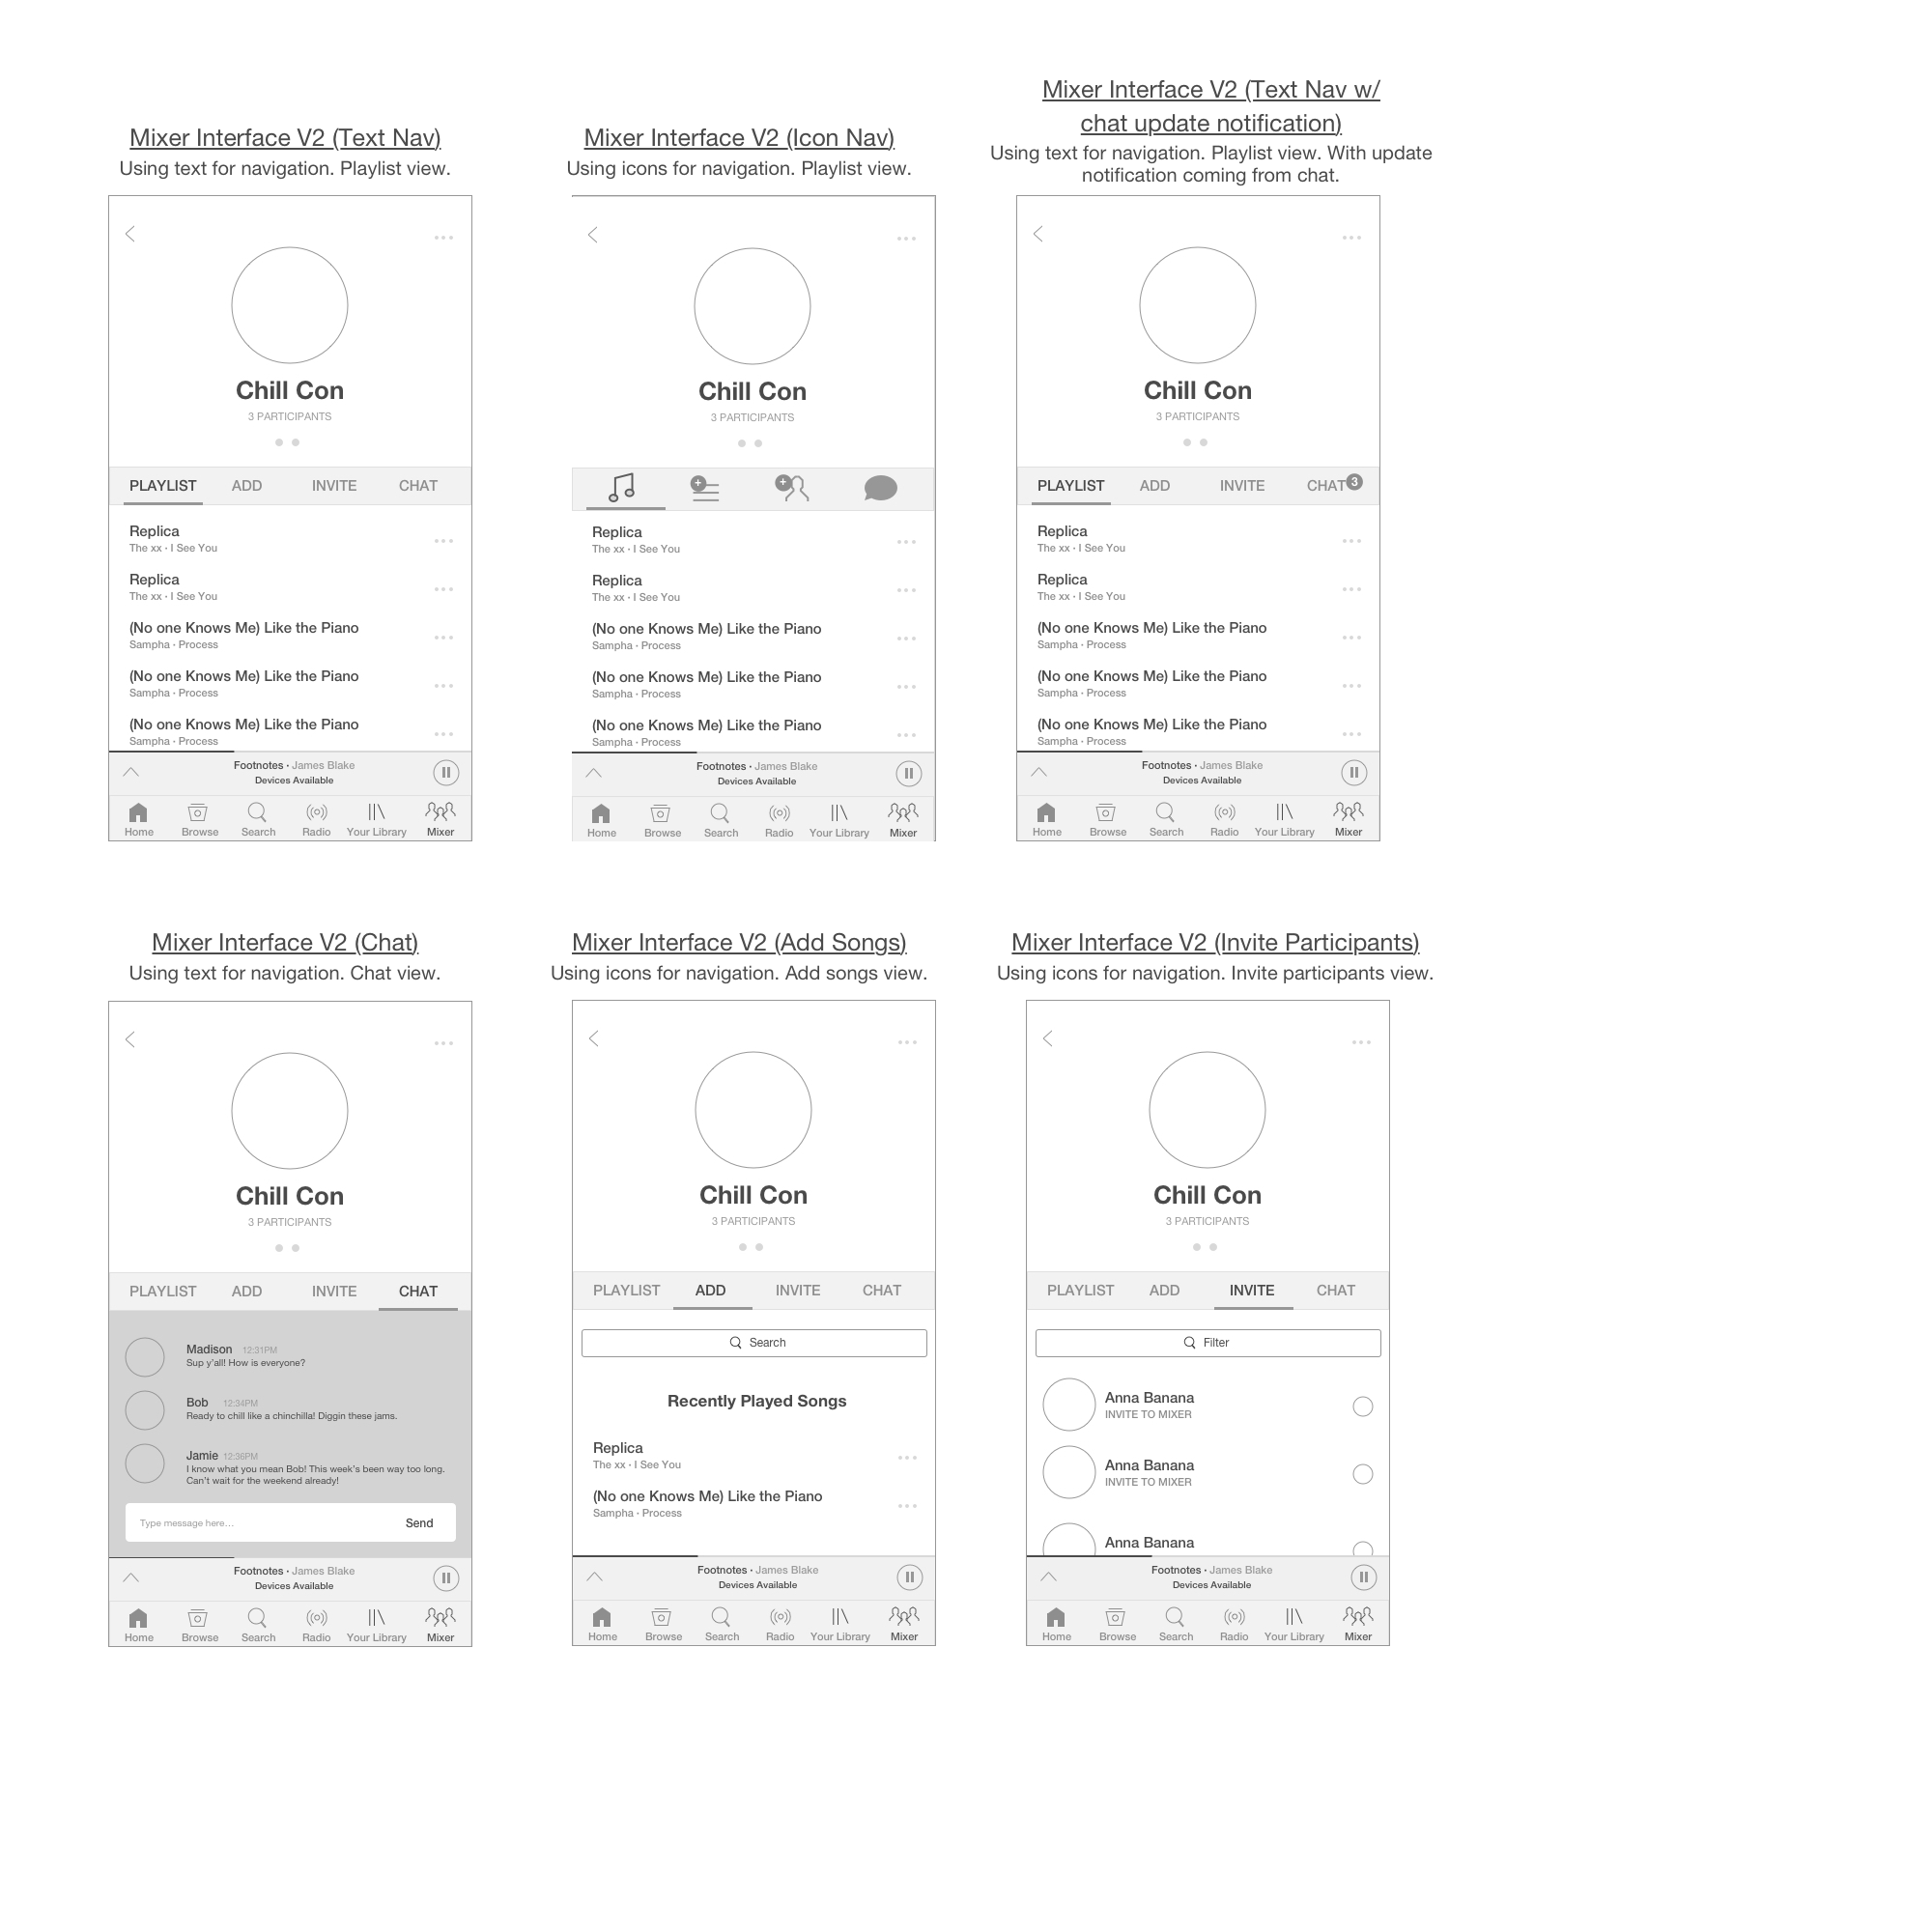 Mixer Interface V2 (Text Nav)
Using text for navigation. Playlist view.
Chill Con
3 PARTICIPANTS
PLAYLIST ADD INVITE CHAT
Replica
The xx · I See You
Replica
The xx · I See You
(No one Knows Me) Like the Piano
Sampha · Process
(No one Knows Me) Like the Piano
Sampha · Process
(No one Knows Me) Like the Piano
Sampha · Process
Footnotes · James Blake
Devices Available
Home Browse Search Radio Your Library Mixer
Mixer Interface V2 (Icon Nav)
Using icons for navigation. Playlist view.
Chill Con
3 PARTICIPANTS
Replica
The xx · I See You
Replica
The xx · I See You
(No one Knows Me) Like the Piano
Sampha · Process
(No one Knows Me) Like the Piano
Sampha · Process
(No one Knows Me) Like the Piano
Sampha · Process
Footnotes · James Blake
Devices Available
Home Browse Search Radio Your Library Mixer
Mixer Interface V2 (Text Nav w/
chat update notification)
Using text for navigation. Playlist view. With update
notification coming from chat.
Chill Con
3 PARTICIPANTS
PLAYLIST ADD INVITE CHAT 3
Replica
The xx · I See You
Replica
The xx · I See You
(No one Knows Me) Like the Piano
Sampha · Process
(No one Knows Me) Like the Piano
Sampha · Process
(No one Knows Me) Like the Piano
Sampha · Process
Footnotes · James Blake
Devices Available
Home Browse Search Radio Your Library Mixer
Mixer Interface V2 (Chat)
Using text for navigation. Chat view.
Chill Con
3 PARTICIPANTS
PLAYLIST ADD INVITE CHAT
Madison 12:31PM
Sup y'all! How is everyone?
Bob 12:34PM
Ready to chill like a chinchilla! Diggin these jams.
Jamie 12:36PM
I know what you mean Bob! This week's been way too long.
Can't wait for the weekend already!
Type message here... Send
Footnotes · James Blake
Devices Available
Home Browse Search Radio Your Library Mixer
Mixer Interface V2 (Add Songs)
Using icons for navigation. Add songs view.
Chill Con
3 PARTICIPANTS
PLAYLIST ADD INVITE CHAT
Search
Recently Played Songs
Replica
The xx · I See You
(No one Knows Me) Like the Piano
Sampha · Process
Footnotes · James Blake
Devices Available
Home Browse Search Radio Your Library Mixer
Mixer Interface V2 (Invite Participants)
Using icons for navigation. Invite participants view.
Chill Con
3 PARTICIPANTS
PLAYLIST ADD INVITE CHAT
Filter
Anna Banana
INVITE TO MIXER
Anna Banana
INVITE TO MIXER
Anna Banana
Footnotes · James Blake
Devices Available
Home Browse Search Radio Your Library Mixer